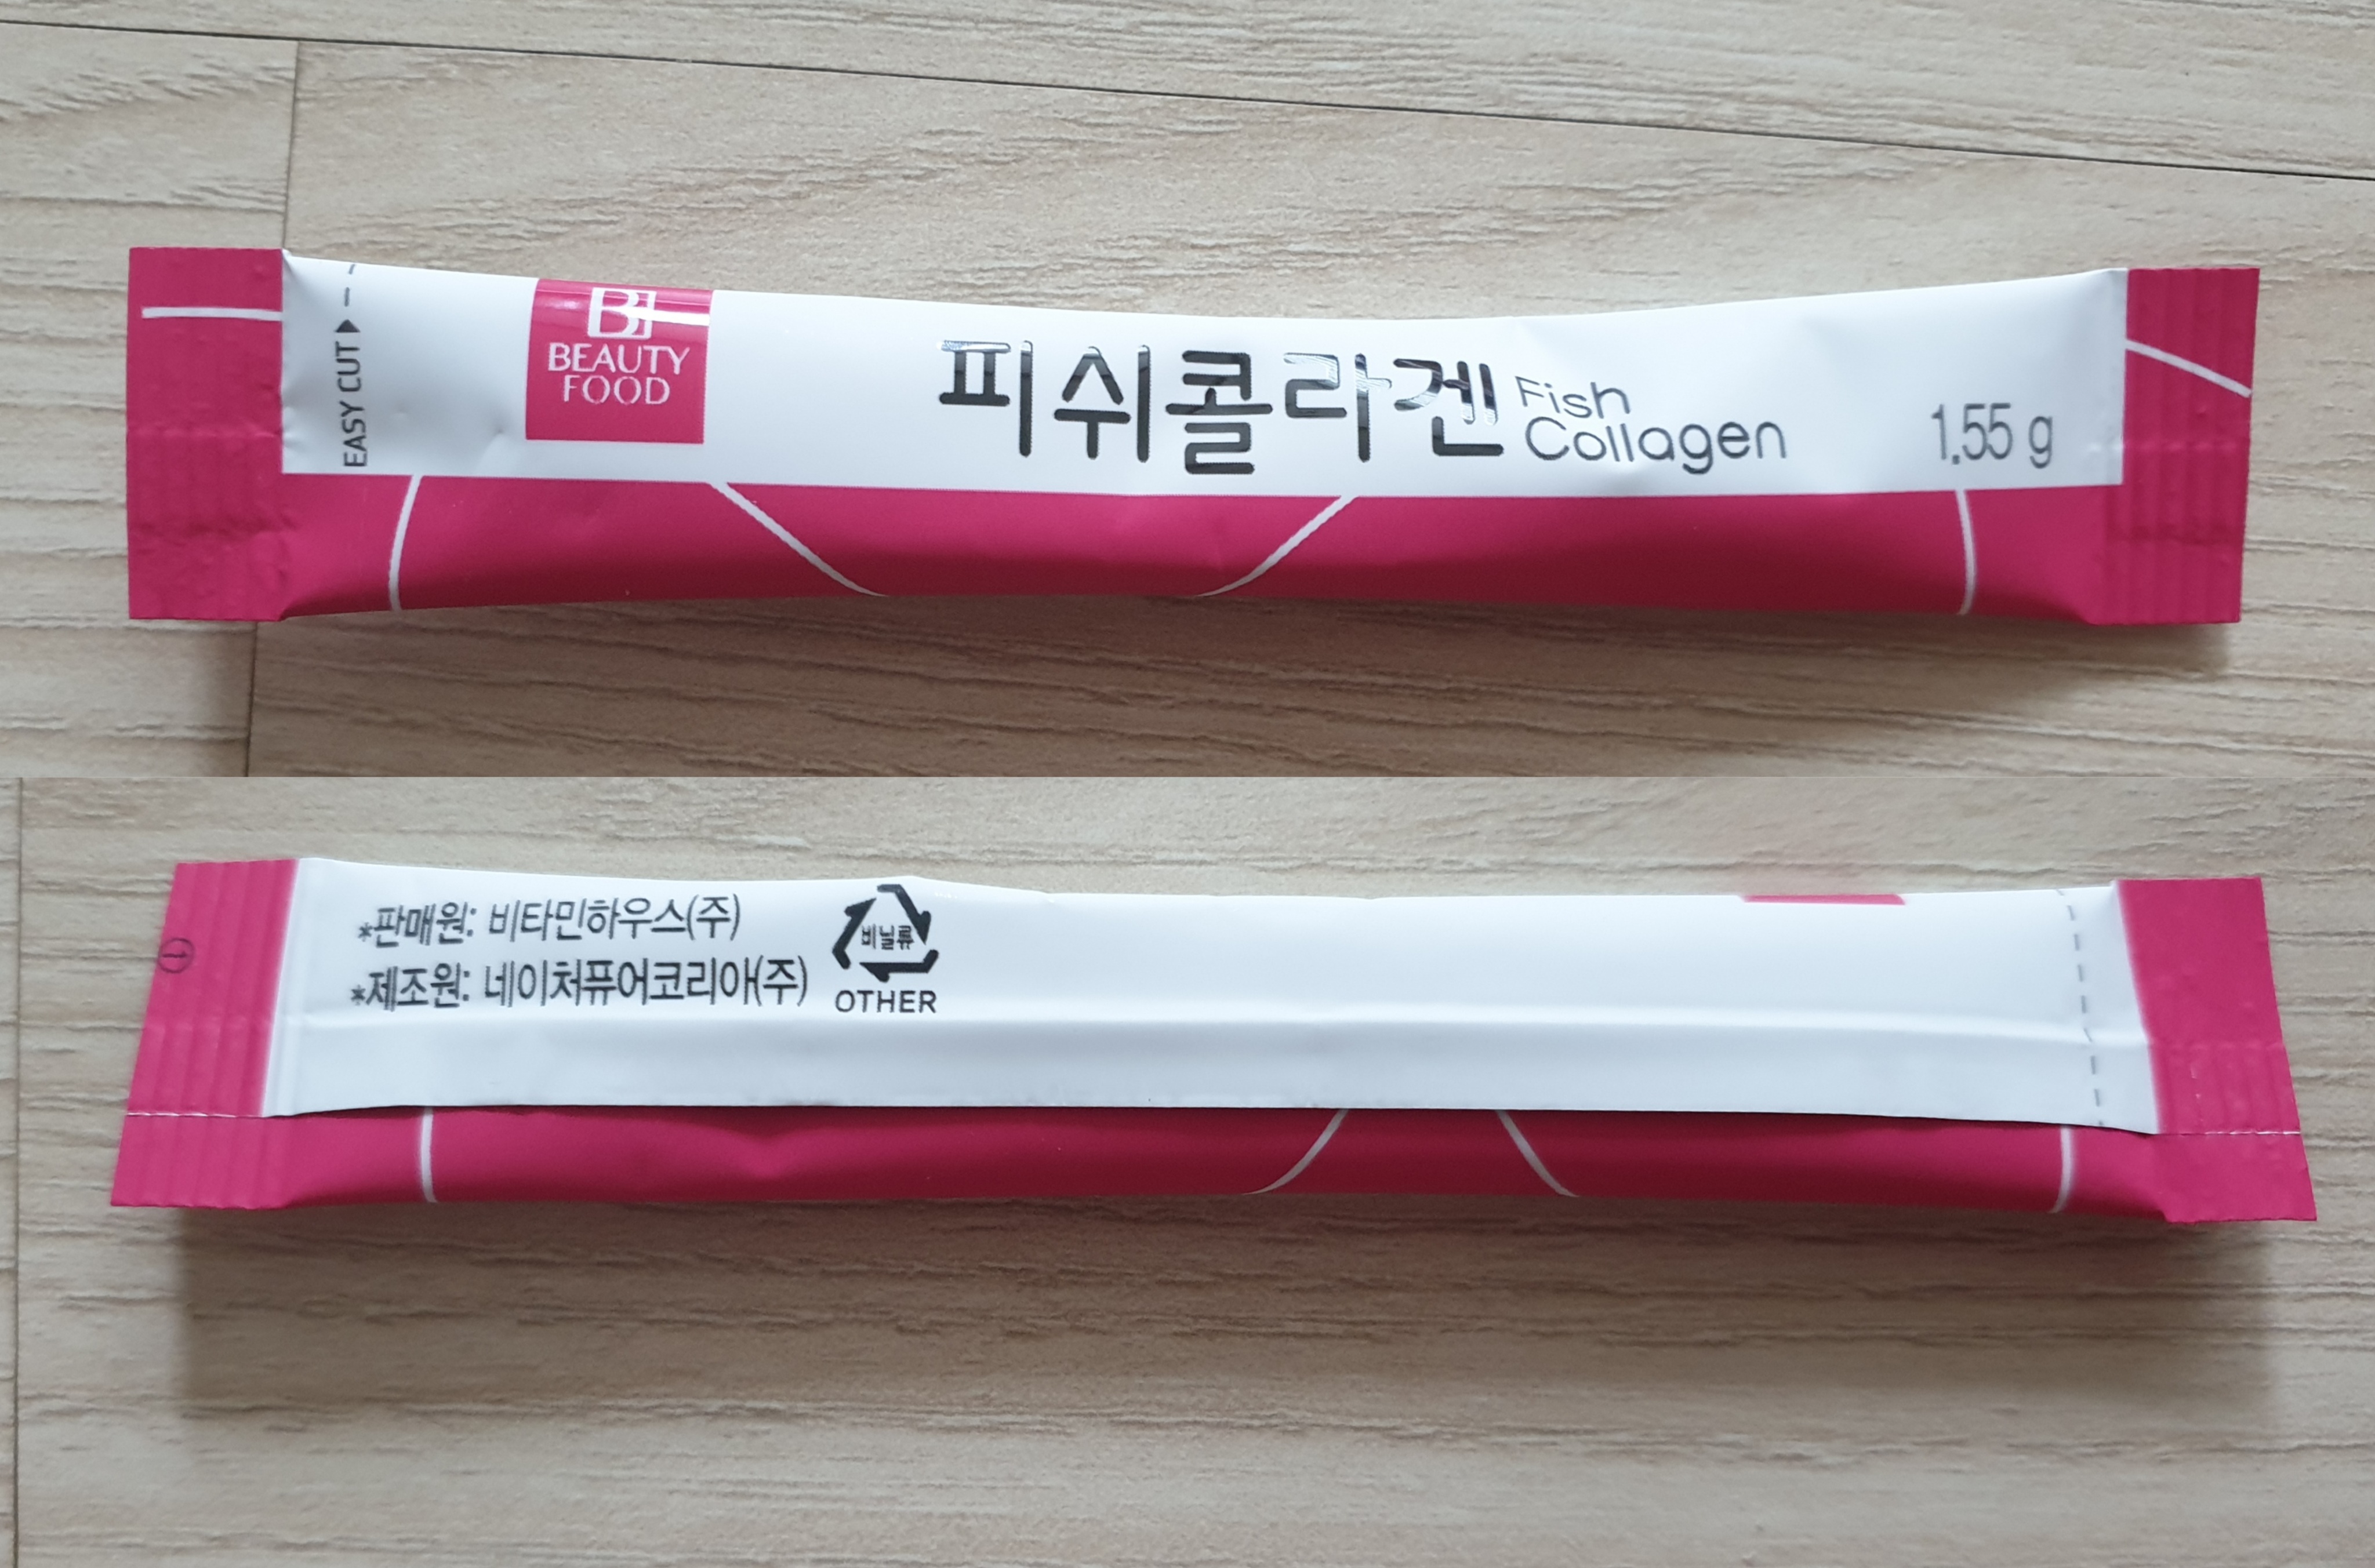 EASY CUT▶
BF
BEAUTY
FOOD
피쉬콜라겐
Fish
Collagen
1.55 g
*판매원: 비타민하우스(주)
*제조원: 네이처퓨어코리아(주)
비닐류
OTHER
①